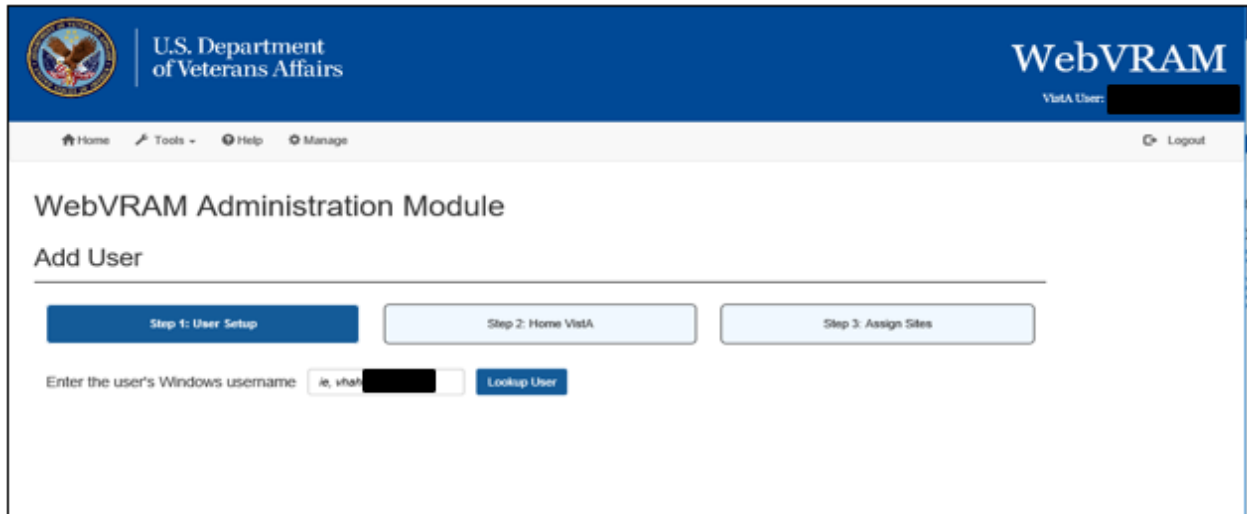 U.S. Department
of Veterans Affairs
WebVRAM
VistA User:
Home Tools Help Manage Logout
WebVRAM Administration Module
Add User
Step 1: User Setup Step 2: Home VistA Step 3: Assign Sites
Enter the user's Windows username ie, vhah Lookup User